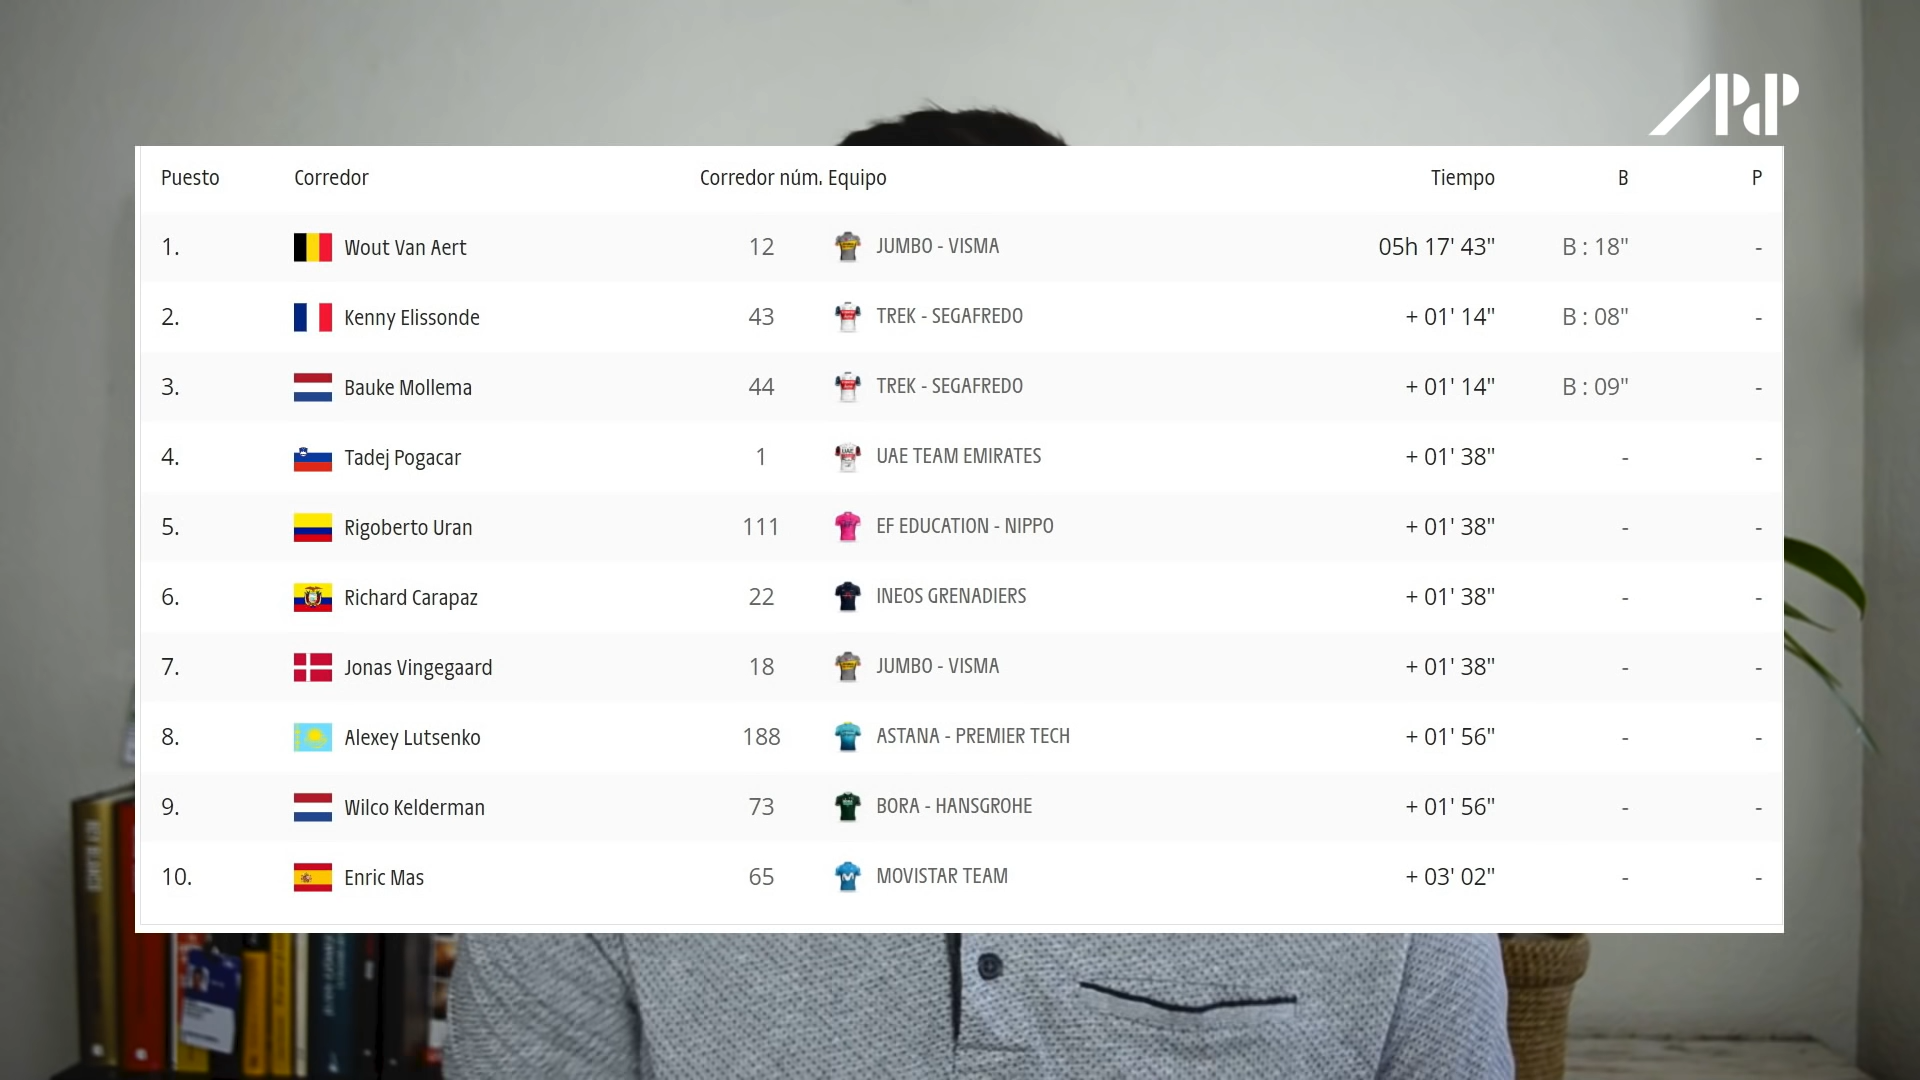 APdP
Puesto Corredor Corredor núm. Equipo Tiempo B P
1. Wout Van Aert 12 JUMBO - VISMA 05h 17' 43" B : 18" -
2. Kenny Elissonde 43 TREK - SEGAFREDO + 01' 14" B : 08" -
3. Bauke Mollema 44 TREK - SEGAFREDO + 01' 14" B : 09" -
4. Tadej Pogacar 1 UAE TEAM EMIRATES + 01' 38" - -
5. Rigoberto Uran 111 EF EDUCATION - NIPPO + 01' 38" - -
6. Richard Carapaz 22 INEOS GRENADIERS + 01' 38" - -
7. Jonas Vingegaard 18 JUMBO - VISMA + 01' 38" - -
8. Alexey Lutsenko 188 ASTANA - PREMIER TECH + 01' 56" - -
9. Wilco Kelderman 73 BORA - HANSGROHE + 01' 56" - -
10. Enric Mas 65 MOVISTAR TEAM + 03' 02" - -